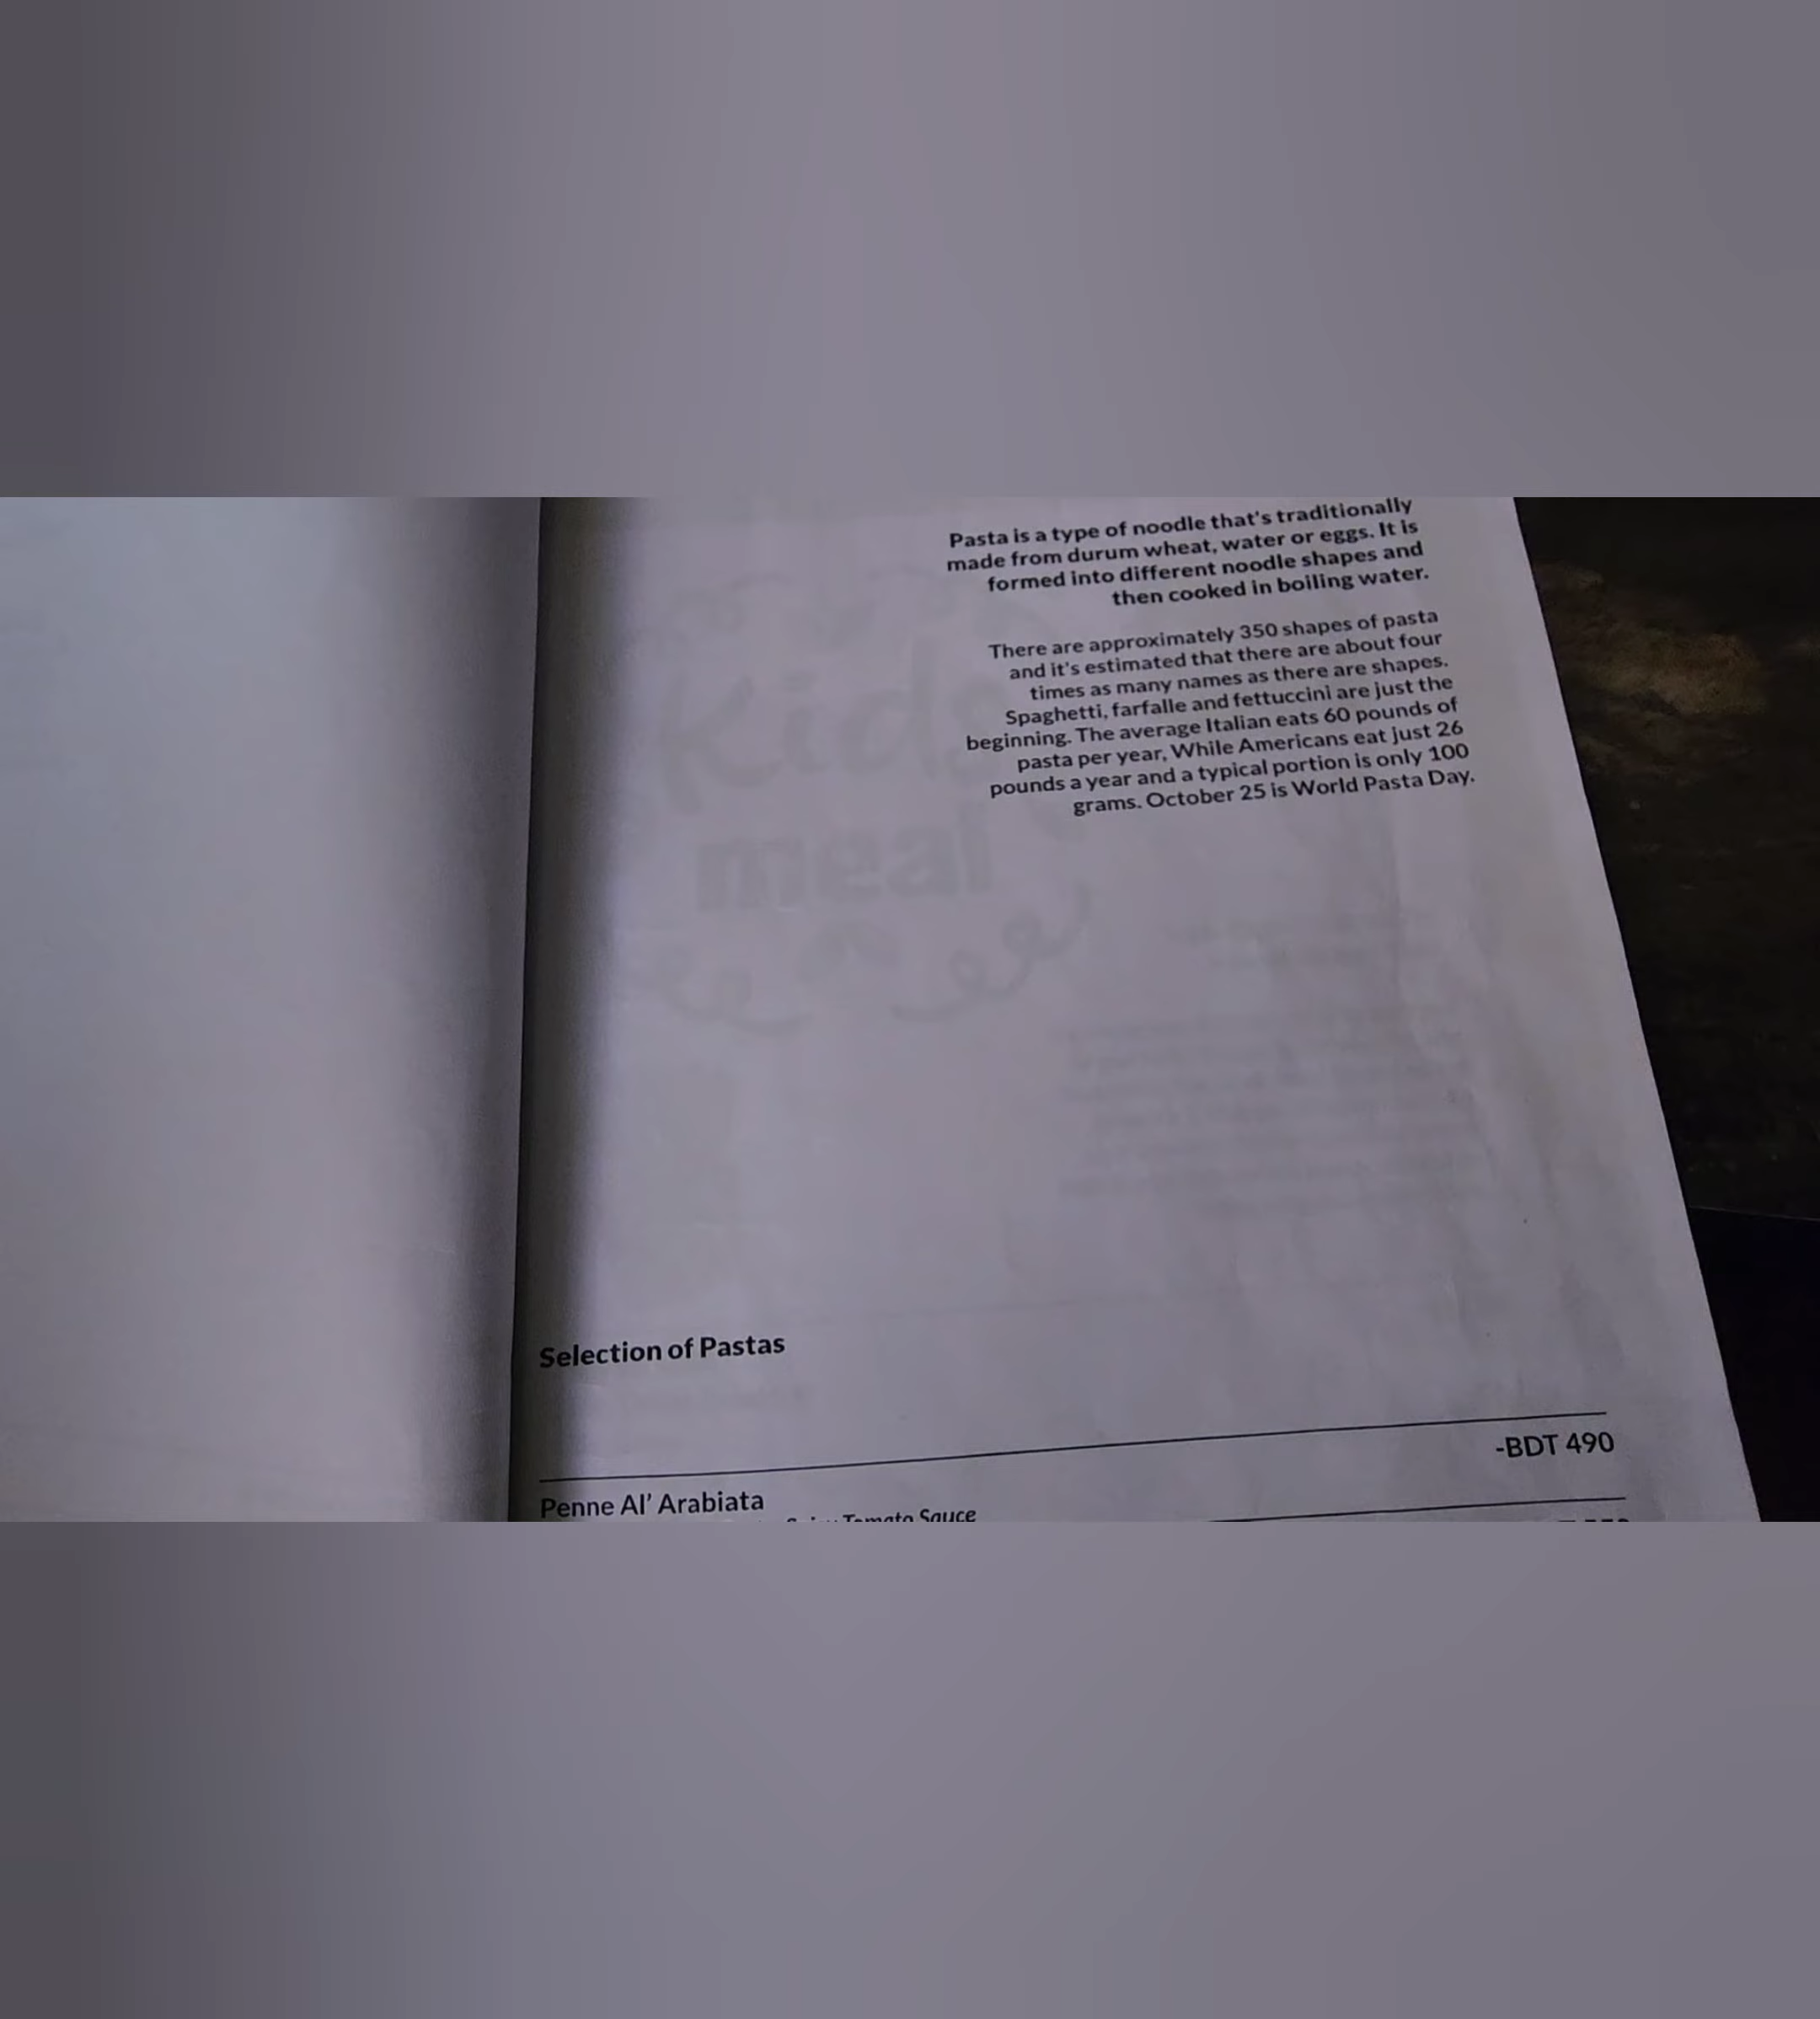 Pasta is a type of noodle that's traditionally
made from durum wheat, water or eggs. It is
formed into different noodle shapes and
then cooked in boiling water.
There are approximately 350 shapes of pasta
and it's estimated that there are about four
times as many names as there are shapes.
Spaghetti, farfalle and fettuccini are just the
beginning. The average Italian eats 60 pounds of
pasta per year, While Americans eat just 26
pounds a year and a typical portion is only 100
grams. October 25 is World Pasta Day.
Kids
meal
Selection of Pastas
-BDT 490
Penne Al' Arabiata
Tomato Sauce